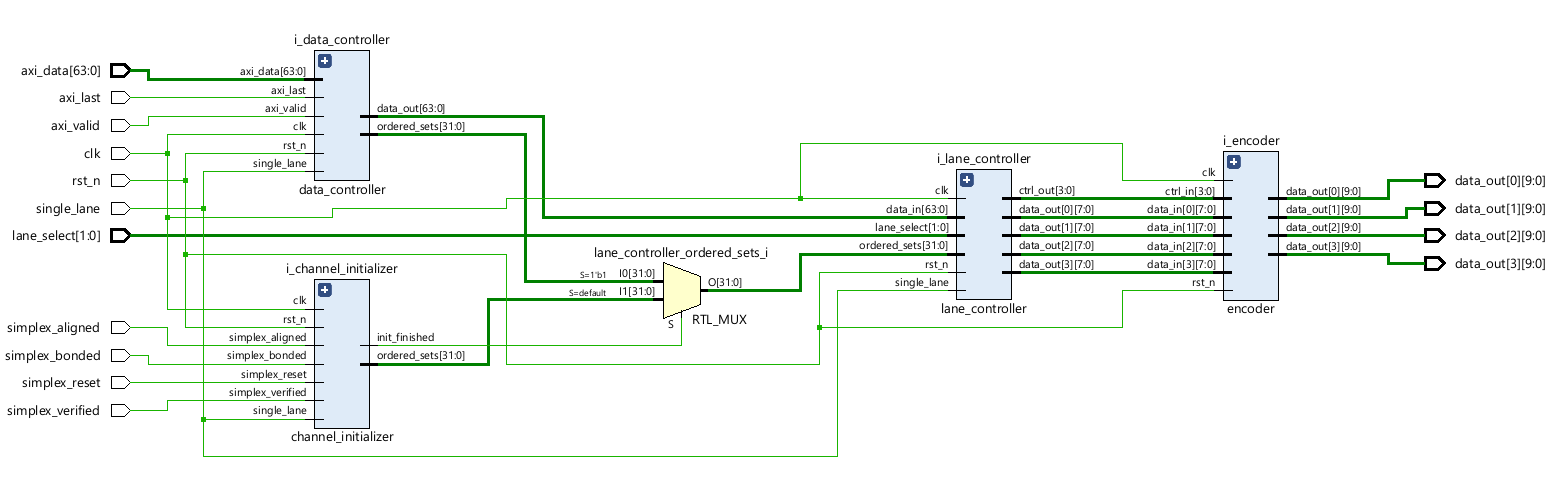 axi_data[63:0]
axi_last
axi_valid
clk
rst_n
single_lane
lane_select[1:0]
simplex_aligned
simplex_bonded
simplex_reset
simplex_verified
i_data_controller
axi_data[63:0]
axi_last
axi_valid
clk
rst_n
single_lane
data_out[63:0]
ordered_sets[31:0]
data_controller
i_channel_initializer
clk
rst_n
simplex_aligned
simplex_bonded
simplex_reset
simplex_verified
single_lane
init_finished
ordered_sets[31:0]
channel_initializer
lane_controller_ordered_sets_i
S=1'b1 I0[31:0]
S=default I1[31:0]
O[31:0]
S
RTL_MUX
i_lane_controller
clk
data_in[63:0]
lane_select[1:0]
ordered_sets[31:0]
rst_n
single_lane
ctrl_out[3:0]
data_out[0][7:0]
data_out[1][7:0]
data_out[2][7:0]
data_out[3][7:0]
lane_controller
i_encoder
clk
ctrl_in[3:0]
data_in[0][7:0]
data_in[1][7:0]
data_in[2][7:0]
data_in[3][7:0]
rst_n
data_out[0][9:0]
data_out[1][9:0]
data_out[2][9:0]
data_out[3][9:0]
encoder
data_out[0][9:0]
data_out[1][9:0]
data_out[2][9:0]
data_out[3][9:0]